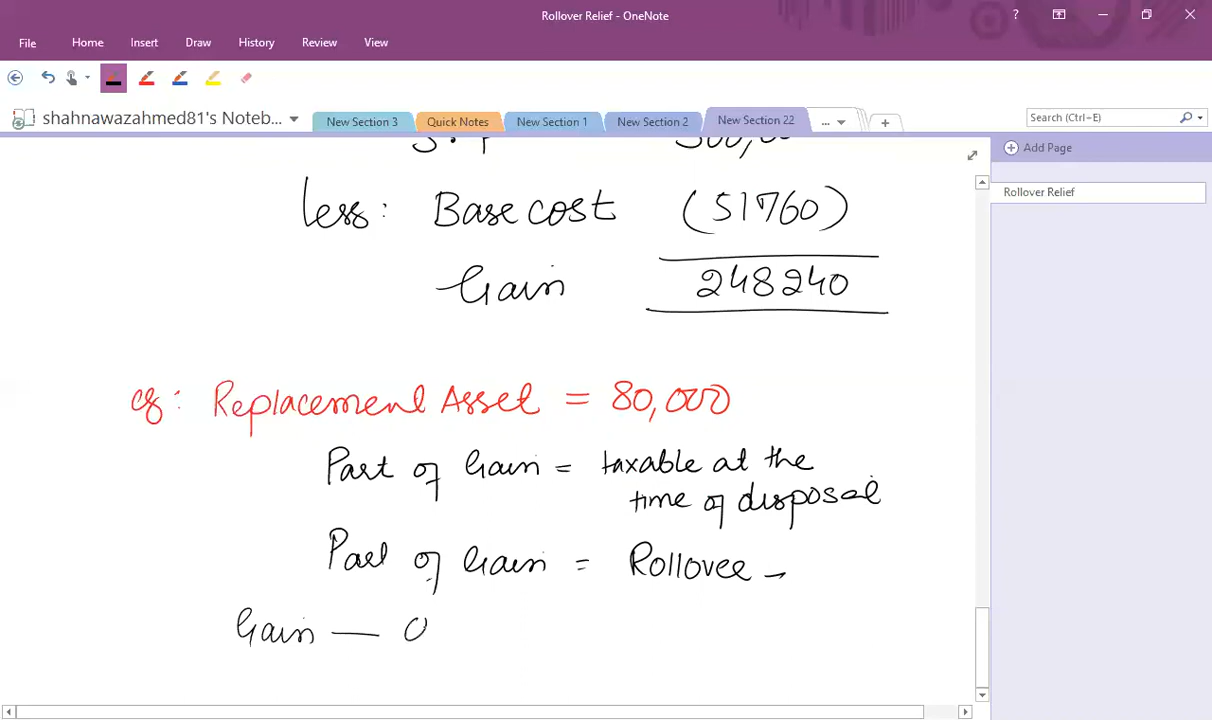 Rollover Relief - OneNote
?
File Home Insert Draw History Review View
shahnawazahmed81's Noteb... New Section 3 Quick Notes New Section 1 New Section 2 New Section 22 ... + Search (Ctrl+E)
Add Page
Rollover Relief
less: Base cost (51760)
Gain 248240
eg: Replacement Asset = 80,000
Part of Gain = taxable at the
time of disposal
Part of Gain = Rollover –
Gain — 0